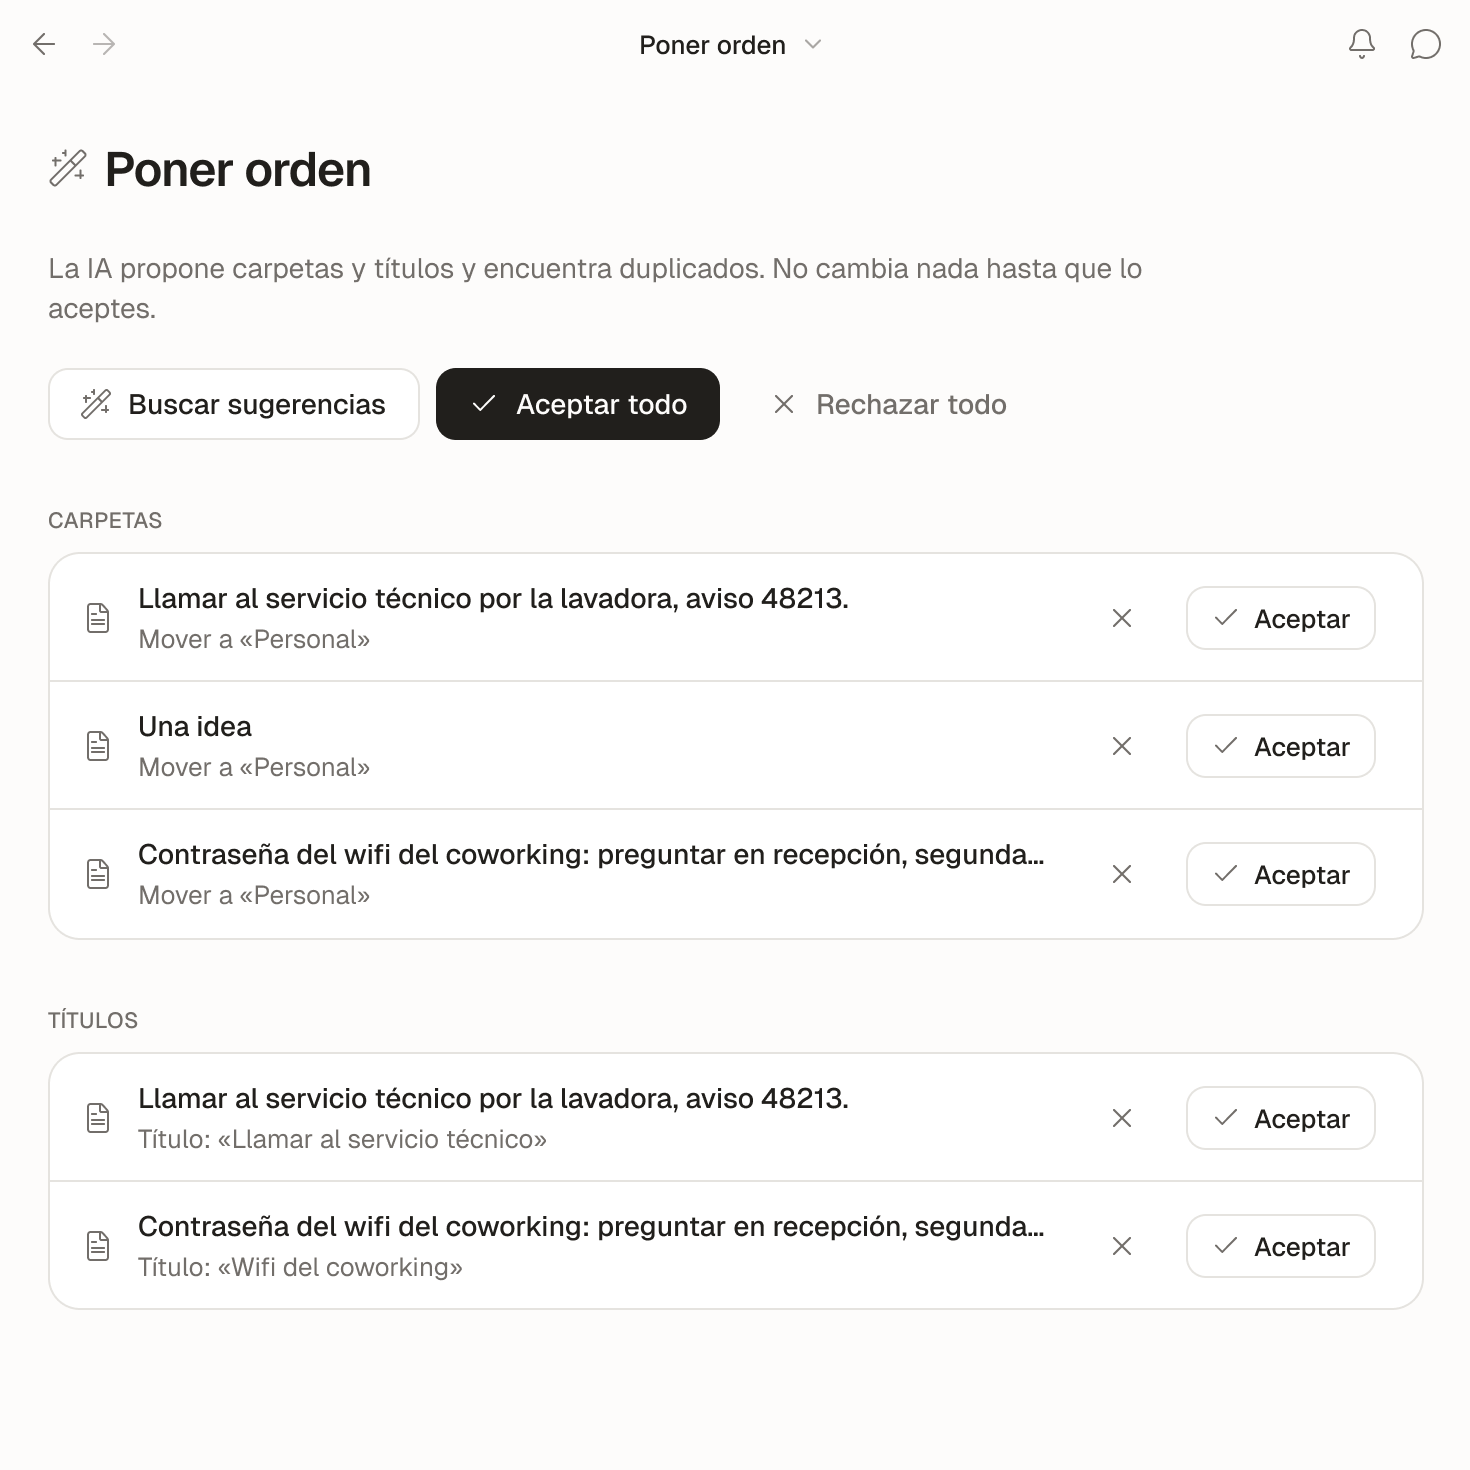 Poner orden
Poner orden
La IA propone carpetas y títulos y encuentra duplicados. No cambia nada hasta que lo
aceptes.
Buscar sugerencias
Aceptar todo
Rechazar todo
CARPETAS
Llamar al servicio técnico por la lavadora, aviso 48213.
Mover a «Personal»
Aceptar
Una idea
Mover a «Personal»
Aceptar
Contraseña del wifi del coworking: preguntar en recepción, segunda...
Mover a «Personal»
Aceptar
TÍTULOS
Llamar al servicio técnico por la lavadora, aviso 48213.
Título: «Llamar al servicio técnico»
Aceptar
Contraseña del wifi del coworking: preguntar en recepción, segunda...
Título: «Wifi del coworking»
Aceptar